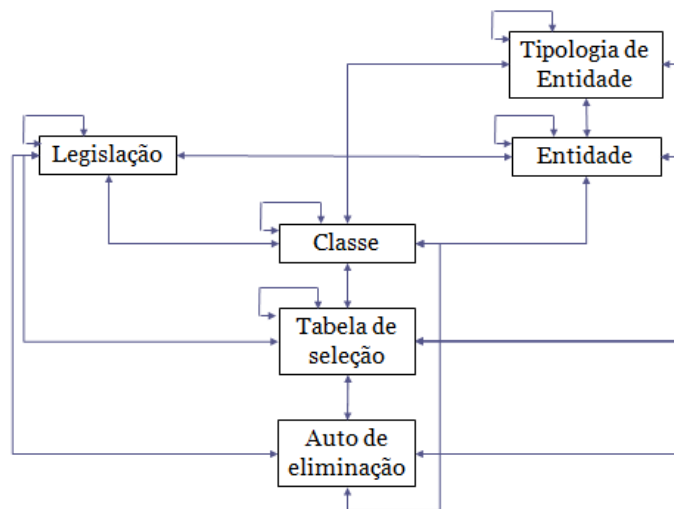 Tipologia de
Entidade
Legislação
Entidade
Classe
Tabela de
seleção
Auto de
eliminação